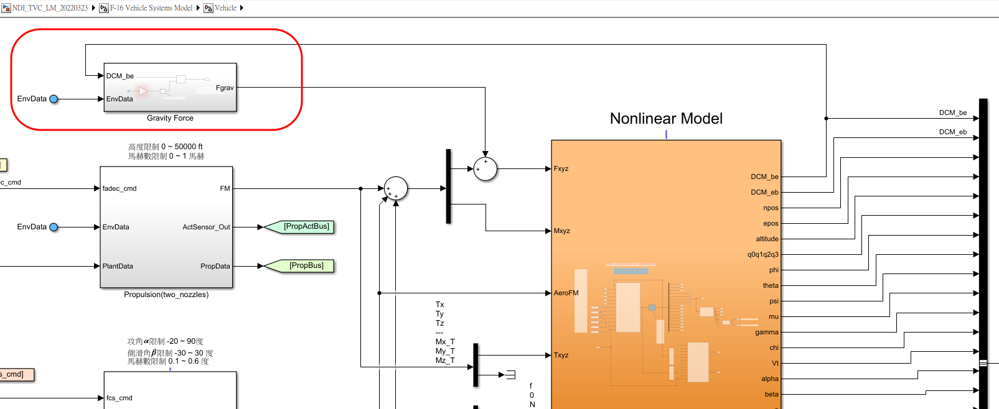 NDI_TVC_LM_20220323 F-16 Vehicle Systems Model Vehicle
DCM_be
EnvData
EnvData
Fgrav
Gravity Force
高度限制 0 ~ 50000 ft
馬赫數限制 0 ~ 1 馬赫
c_cmd
fadec_cmd
EnvData
EnvData
PlantData
FM
ActSensor_Out
PropData
Propulsion(two_nozzles)
[PropActBus]
[PropBus]
攻角α限制 -20 ~ 90度
側滑角β限制 -30 ~ 30 度
馬赫數限制 0.1 ~ 0.6 度
s_cmd]
fcs_cmd
Tx
Ty
Tz
---
Mx_T
My_T
Mz_T
f
0
N
Nonlinear Model
Fxyz
Mxyz
AeroFM
Txyz
DCM_be
DCM_eb
npos
epos
altitude
q0q1q2q3
phi
theta
psi
mu
gamma
chi
Vt
alpha
beta
DCM_be
DCM_eb